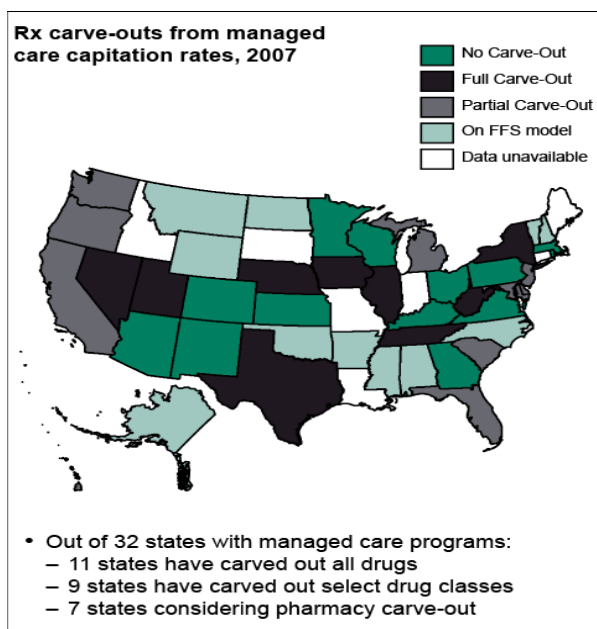 Rx carve-outs from managed
care capitation rates, 2007
No Carve-Out
Full Carve-Out
Partial Carve-Out
On FFS model
Data unavailable
• Out of 32 states with managed care programs:
– 11 states have carved out all drugs
– 9 states have carved out select drug classes
– 7 states considering pharmacy carve-out